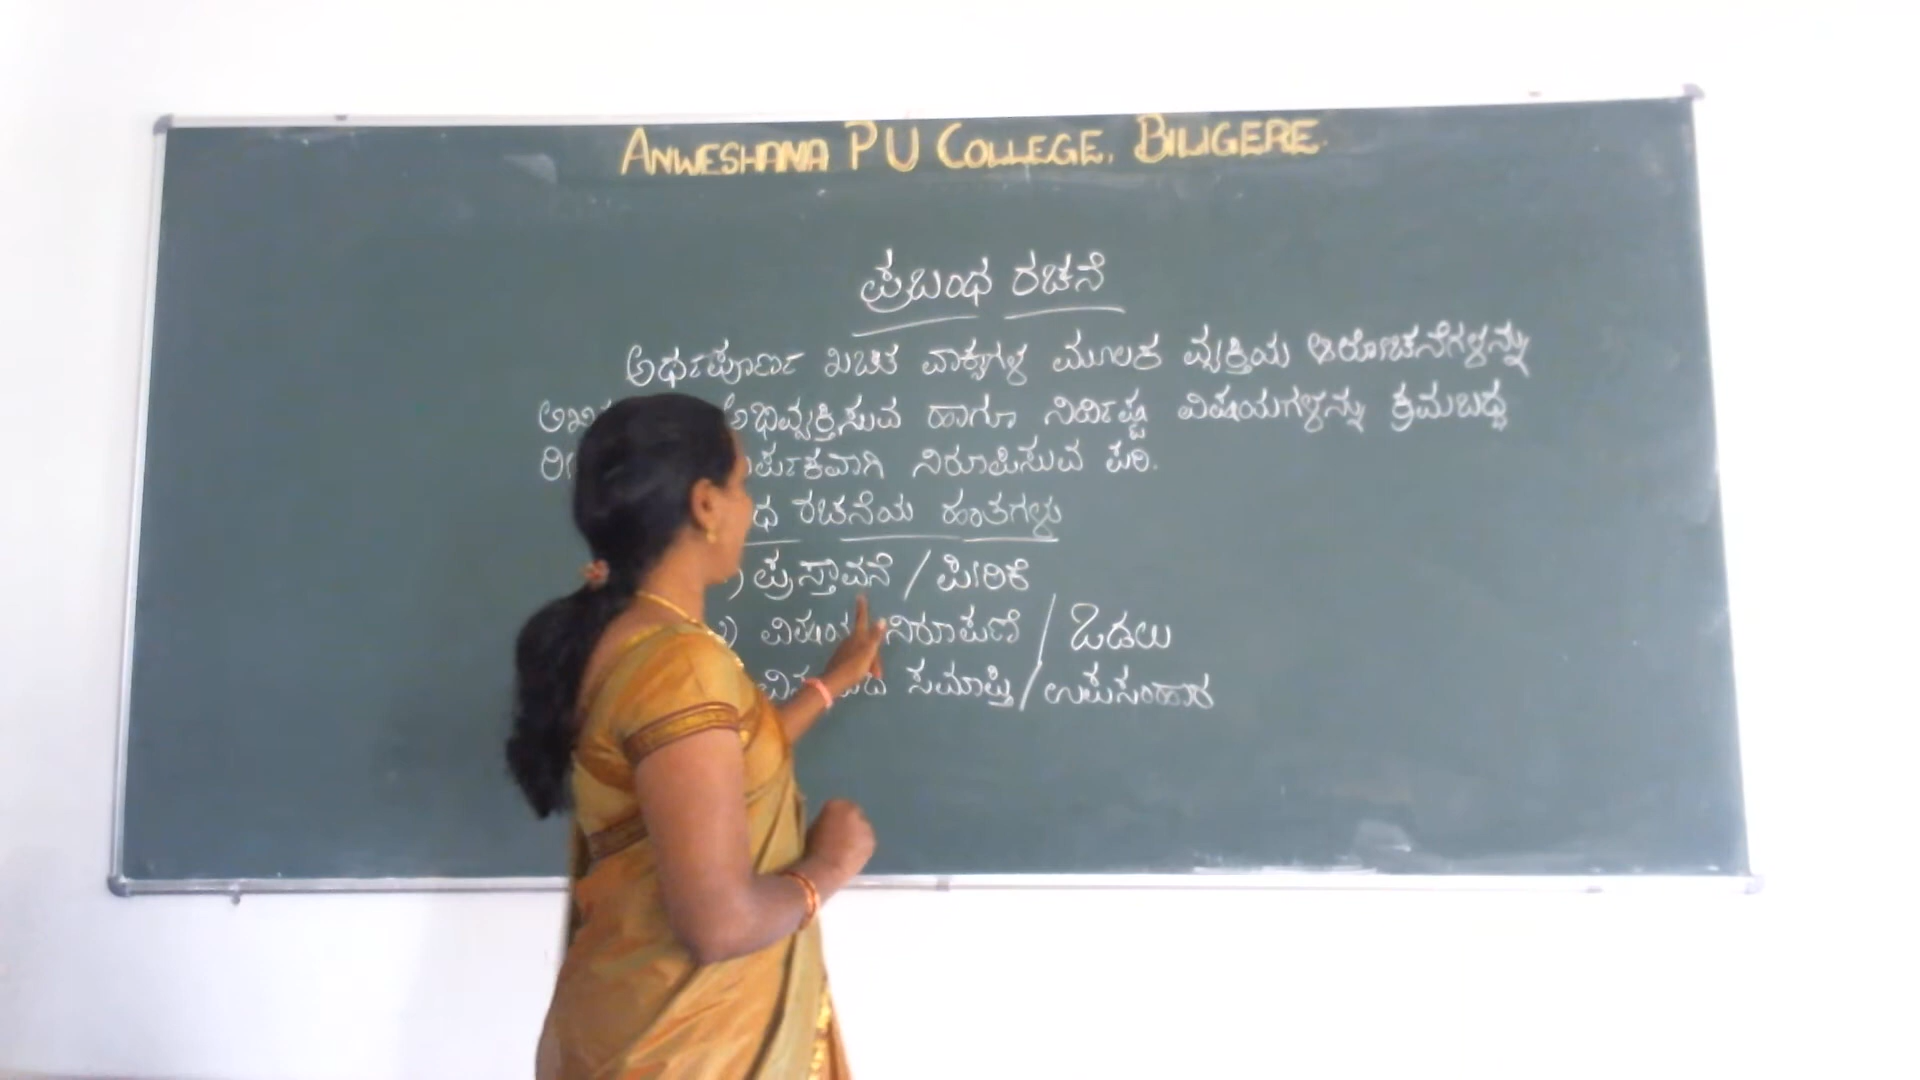 ANWESHANA PU COLLEGE, BILIGERE.
ಪ್ರಬಂಧ ರಚನೆ
ಅರ್ಥಪೂರ್ಣ ಖಚಿತ ವಾಕ್ಯಗಳ ಮೂಲಕ ವ್ಯಕ್ತಿಯ ಆಲೋಚನೆಗಳನ್ನು
ಅಭಿವ್ಯಕ್ತಿಸುವ ಹಾಗೂ ನಿರ್ದಿಷ್ಟ ವಿಷಯಗಳನ್ನು ಕ್ರಮಬದ್ಧ
ನಿರೂಪಿಸುವ ಪರಿ.
ರಚನೆಯ ಹಂತಗಳು
) ಪ್ರಸ್ತಾವನೆ / ಪೀಠಿಕೆ
೨) ವಿಷಯ ನಿರೂಪಣೆ / ಒಡಲು
ಸಮಾಪ್ತಿ / ಉಪಸಂಹಾರ